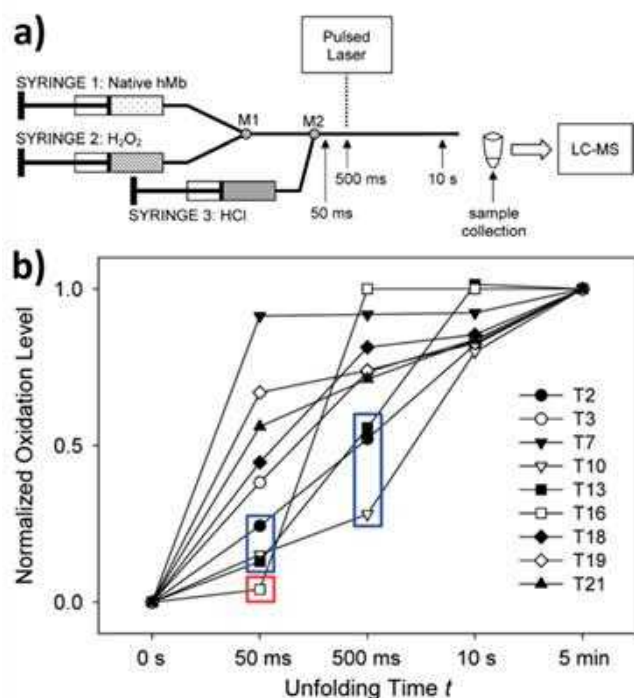 a)
Pulsed
Laser
SYRINGE 1: Native hMb
M1
M2
SYRINGE 2: H₂O₂
LC-MS
500 ms
10 s
SYRINGE 3: HCl
50 ms
sample
collection
b)
Normalized Oxidation Level
1.0
0.5
0.0
T2
T3
T7
T10
T13
T16
T18
T19
T21
0 s
50 ms
500 ms
10 s
5 min
Unfolding Time t